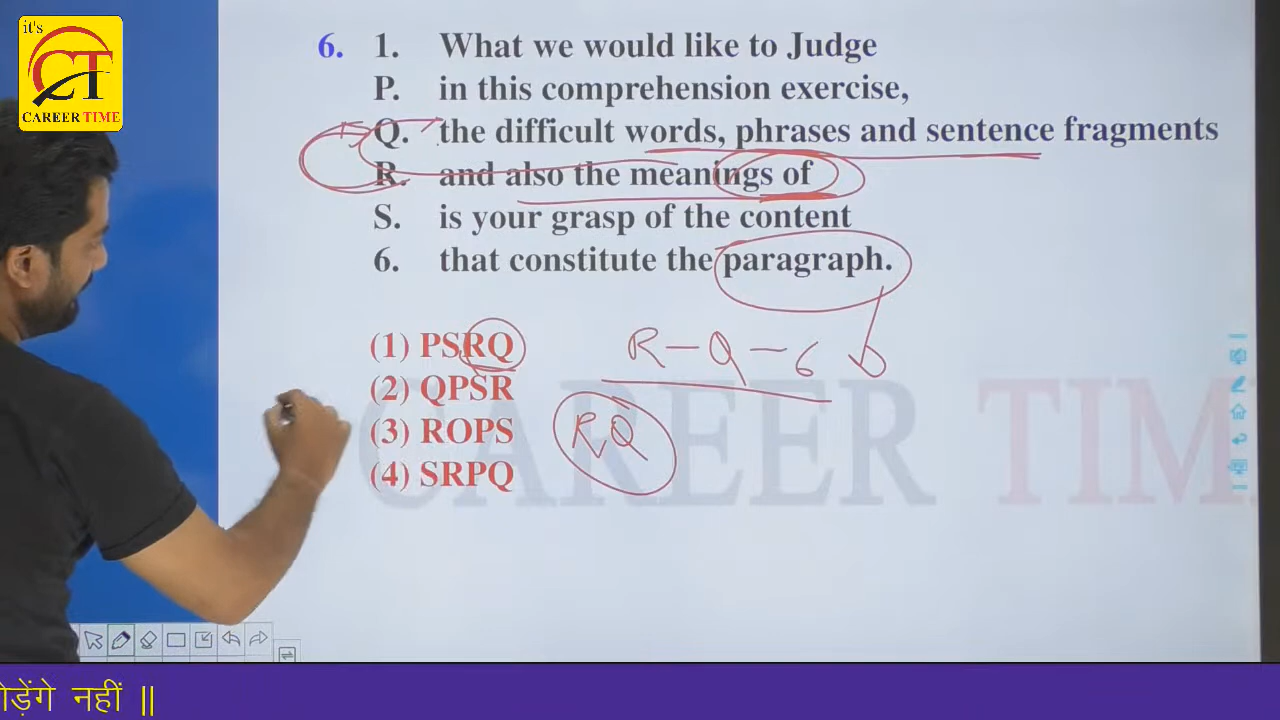 it's
CT
CAREER TIME
6. 1. What we would like to Judge
P. in this comprehension exercise,
Q. the difficult words, phrases and sentence fragments
R. and also the meanings of
S. is your grasp of the content
6. that constitute the paragraph.
(1) PSRQ
(2) QPSR
(3) ROPS
(4) SRPQ
R - Q - 6
RQ
CAREER TIM
ोड़ेंगे नहीं ||